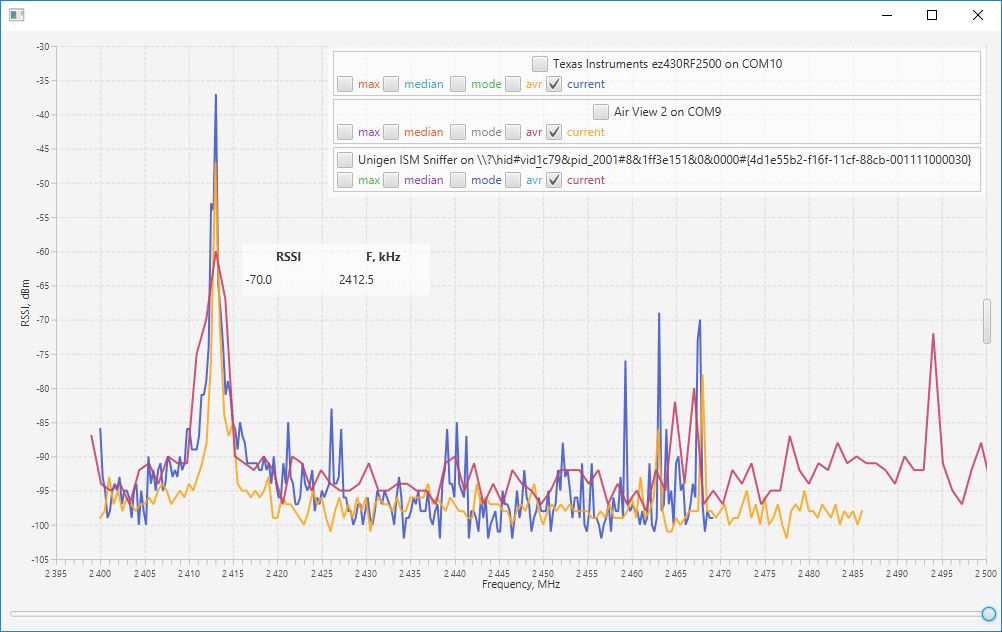 Texas Instruments ez430RF2500 on COM10
max median mode avr current
Air View 2 on COM9
max median mode avr current
Unigen ISM Sniffer on \\?\hid#vid1c79&pid_2001#8&1ff3e151&0&0000#{4d1e55b2-f16f-11cf-88cb-001111000030}
max median mode avr current
RSSI F, kHz
-70.0 2412.5
RSSI, dBm
-30
-35
-40
-45
-50
-55
-60
-65
-70
-75
-80
-85
-90
-95
-100
-105
2 395 2 400 2 405 2 410 2 415 2 420 2 425 2 430 2 435 2 440 2 445 2 450 2 455 2 460 2 465 2 470 2 475 2 480 2 485 2 490 2 495 2 500
Frequency, MHz